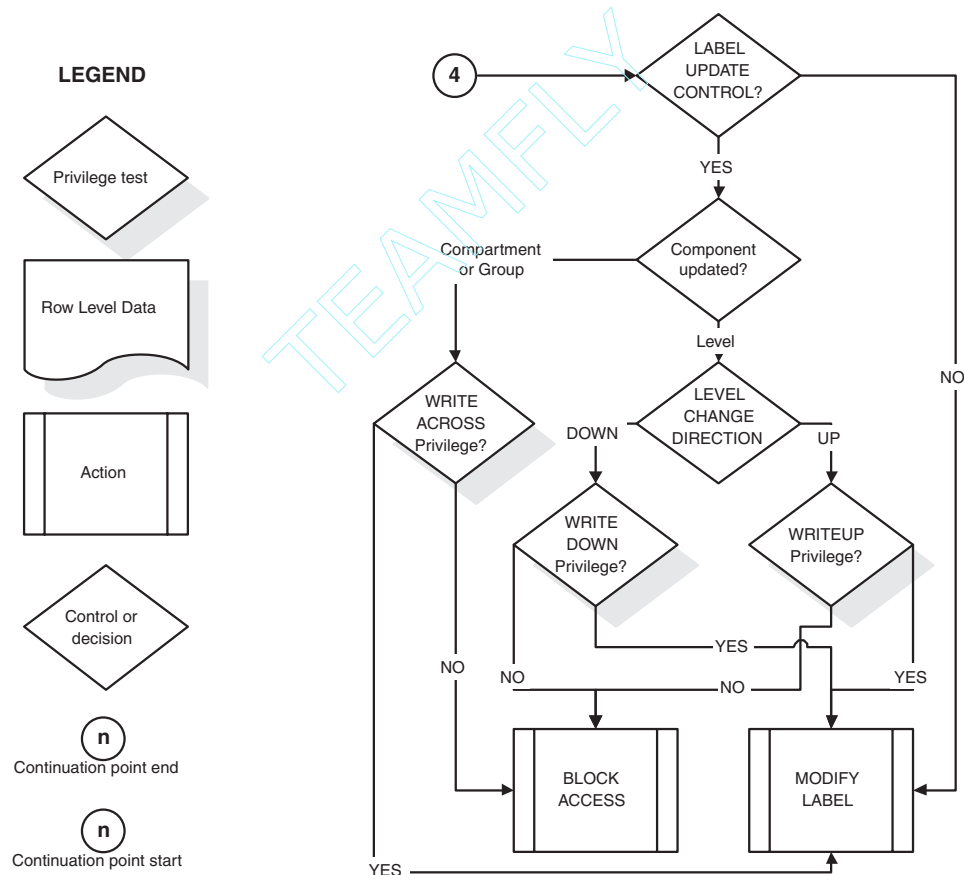 LEGEND
Privilege test
Row Level Data
Action
Control or
decision
n
Continuation point end
n
Continuation point start
4
LABEL
UPDATE
CONTROL?
YES
NO
Component
updated?
Compartment
or Group
Level
WRITE
ACROSS
Privilege?
LEVEL
CHANGE
DIRECTION
DOWN
UP
WRITE
DOWN
Privilege?
WRITEUP
Privilege?
YES
NO
NO
NO
YES
BLOCK
ACCESS
MODIFY
LABEL
YES
TEAMFLY